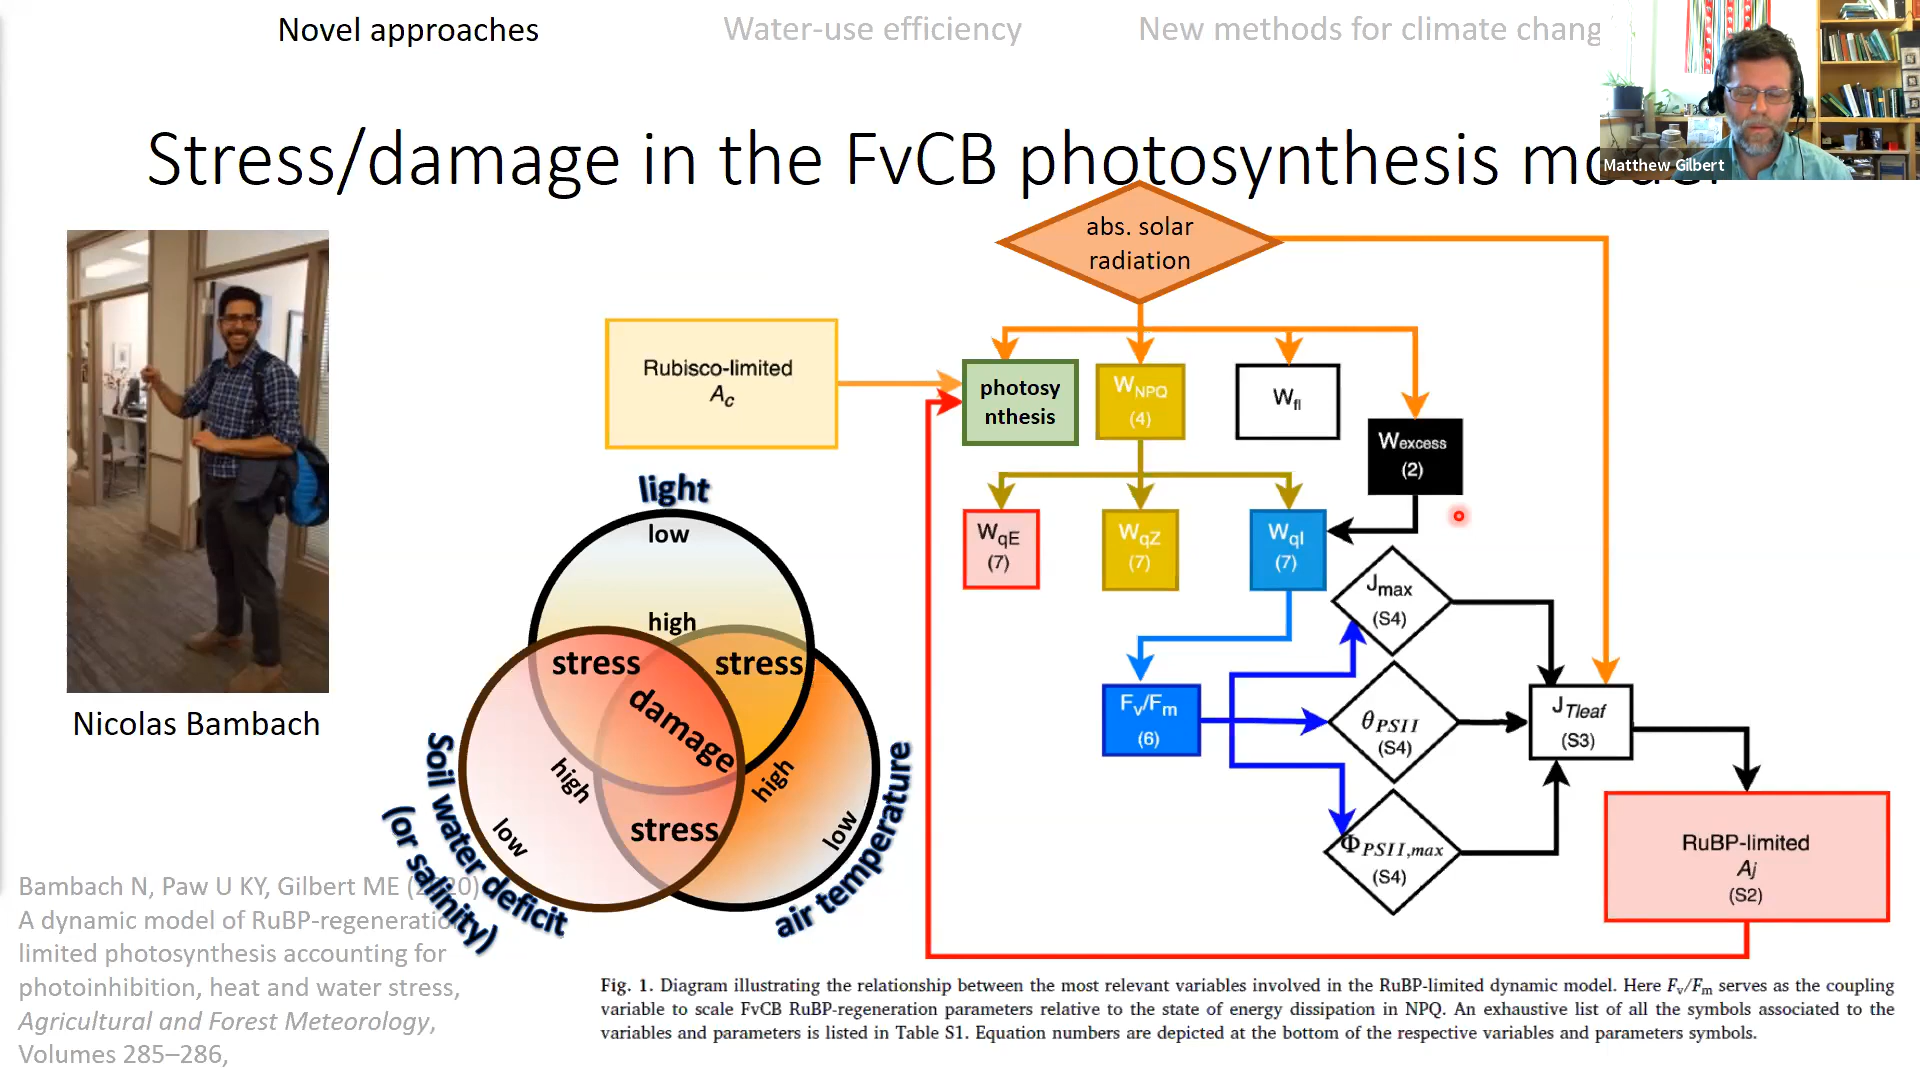 Novel approaches
Water-use efficiency
New methods for climate chang
Matthew Gilbert
Stress/damage in the FvCB photosynthesis model
abs. solar
radiation
Rubisco-limited
Ac
photosy
nthesis
WNPQ
(4)
Wfl
Wexcess
(2)
WqE
(7)
WqZ
(7)
WqI
(7)
Jmax
(S4)
Fv/Fm
(6)
θPSII
(S4)
JTleaf
(S3)
ΦPSII,max
(S4)
RuBP-limited
Aj
(S2)
light
low
high
stress
stress
damage
high
high
low
low
stress
Soil water deficit
(or salinity)
air temperature
Nicolas Bambach
Bambach N, Paw U KY, Gilbert ME (2020)
A dynamic model of RuBP-regeneration
limited photosynthesis accounting for
photoinhibition, heat and water stress,
Agricultural and Forest Meteorology,
Volumes 285–286,
Fig. 1. Diagram illustrating the relationship between the most relevant variables involved in the RuBP-limited dynamic model. Here Fv/Fm serves as the coupling
variable to scale FvCB RuBP-regeneration parameters relative to the state of energy dissipation in NPQ. An exhaustive list of all the symbols associated to the
variables and parameters is listed in Table S1. Equation numbers are depicted at the bottom of the respective variables and parameters symbols.